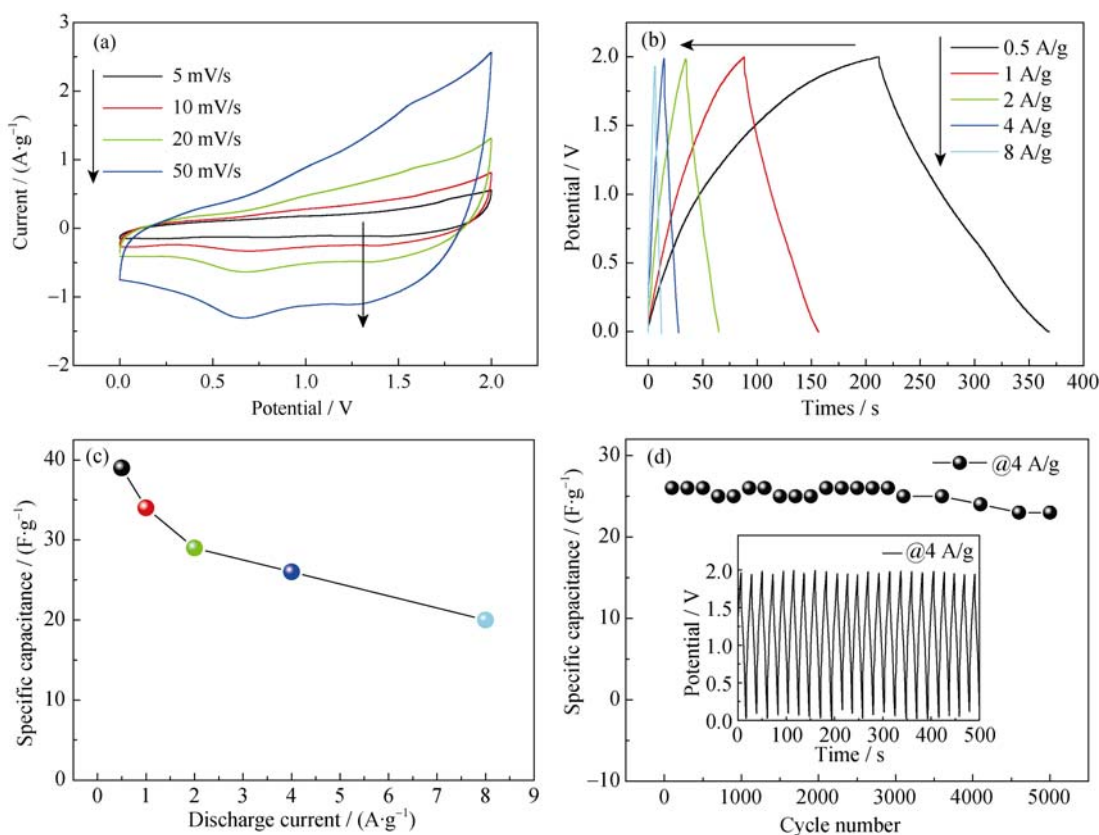 (a)
5 mV/s
10 mV/s
20 mV/s
50 mV/s
3
2
1
0
−1
−2
Current / (A·g⁻¹)
0.0 0.5 1.0 1.5 2.0
Potential / V
(b)
0.5 A/g
1 A/g
2 A/g
4 A/g
8 A/g
2.0
1.5
1.0
0.5
0.0
Potential / V
0 50 100 150 200 250 300 350 400
Times / s
(c)
40
30
20
10
0
Specific capacitance / (F·g⁻¹)
0 1 2 3 4 5 6 7 8 9
Discharge current / (A·g⁻¹)
(d)
@4 A/g
30
20
10
0
−10
Specific capacitance / (F·g⁻¹)
@4 A/g
2.0
1.5
1.0
0.5
0.0
Potential / V
0 100 200 300 400 500
Time / s
0 1000 2000 3000 4000 5000
Cycle number